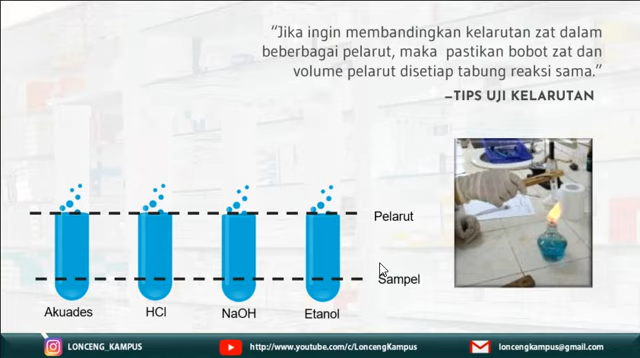 “Jika ingin membandingkan kelarutan zat dalam
beberbagai pelarut, maka pastikan bobot zat dan
volume pelarut disetiap tabung reaksi sama.”
–TIPS UJI KELARUTAN
Pelarut
Sampel
Akuades HCl NaOH Etanol
LONCENG_KAMPUS http://www.youtube.com/c/LoncengKampus loncengkampus@gmail.com